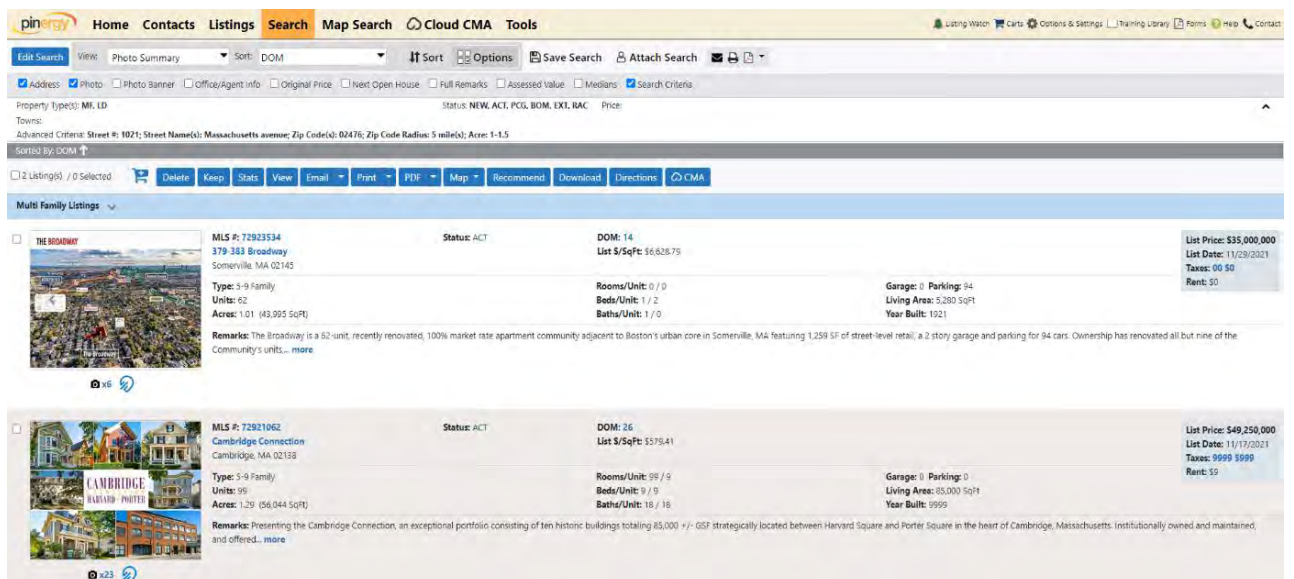 pinergy Home Contacts Listings Search Map Search Cloud CMA Tools Listing Watch Carts Options & Settings Training Library Forms Help Contact
Edit Search View: Photo Summary Sort: DOM Sort Options Save Search Attach Search
Address Photo Photo Banner Office/Agent Info Original Price Next Open House Full Remarks Assessed Value Medians Search Criteria
Property Type(s): MF, LD Status: NEW, ACT, PCG, BOM, EXT, RAC Price:
Towns:
Advanced Criteria: Street #: 1021; Street Name(s): Massachusetts avenue; Zip Code(s): 02476; Zip Code Radius: 5 mile(s); Acre: 1-1.5
Sorted By: DOM
2 Listing(s) / 0 Selected Delete Keep Stats View Email Print PDF Map Recommend Download Directions CMA
Multi Family Listings
THE BROADWAY
The Broadway
x6
MLS #: 72923534 Status: ACT DOM: 14 List Price: $35,000,000
379-383 Broadway List $/SqFt: $6,628.79 List Date: 11/29/2021
Somerville, MA 02145 Taxes: 00 $0
Type: 5-9 Family Rooms/Unit: 0 / 0 Garage: 0 Parking: 94 Rent: $0
Units: 62 Beds/Unit: 1 / 2 Living Area: 5,280 SqFt
Acres: 1.01 (43,995 SqFt) Baths/Unit: 1 / 0 Year Built: 1921
Remarks: The Broadway is a 62-unit, recently renovated, 100% market rate apartment community adjacent to Boston's urban core in Somerville, MA featuring 1,259 SF of street-level retail, a 2 story garage and parking for 94 cars. Ownership has renovated all but nine of the
Community's units,... more
CAMBRIDGE
HARVARD PORTER
x23
MLS #: 72921062 Status: ACT DOM: 26 List Price: $49,250,000
Cambridge Connection List $/SqFt: $579.41 List Date: 11/17/2021
Cambridge, MA 02138 Taxes: 9999 $999
Type: 5-9 Family Rooms/Unit: 99 / 9 Garage: 0 Parking: 0 Rent: $9
Units: 99 Beds/Unit: 9 / 9 Living Area: 85,000 SqFt
Acres: 1.29 (56,044 SqFt) Baths/Unit: 18 / 18 Year Built: 9999
Remarks: Presenting the Cambridge Connection, an exceptional portfolio consisting of ten historic buildings totaling 85,000 +/- GSF strategically located between Harvard Square and Porter Square in the heart of Cambridge, Massachusetts. Institutionally owned and maintained,
and offered... more